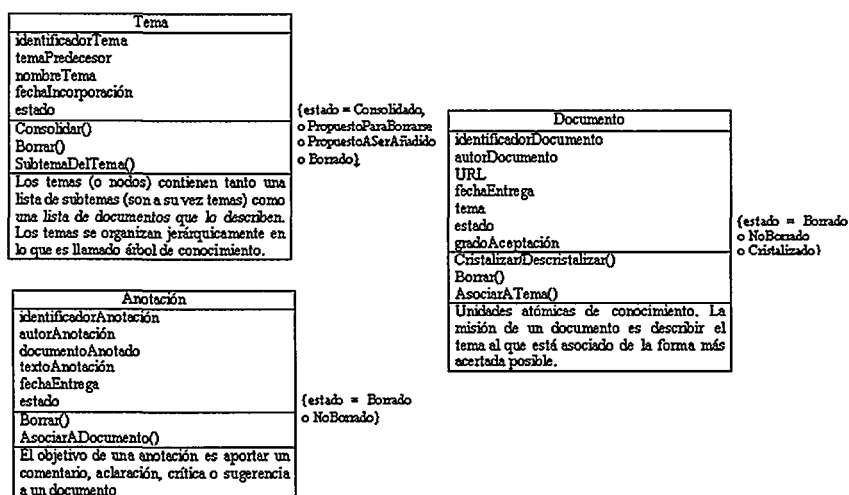 Tema
identificadorTema
temaPredecesor
nombreTema
fechaIncorporación
estado
Consolidar()
Borrar()
SubtemaDelTema()
Los temas (o nodos) contienen tanto una
lista de subtemas (son a su vez temas) como
una lista de documentos que lo describen.
Los temas se organizan jerárquicamente en
lo que es llamado árbol de conocimiento.
{estado = Consolidado,
o PropuestoParaBorrarse
o PropuestoASerAñadido
o Borrado}
Documento
identificadorDocumento
autorDocumento
URL
fechaEntrega
tema
estado
gradoAceptación
Cristalizar/Descristalizar()
Borrar()
AsociarATema()
Unidades atómicas de conocimiento. La
misión de un documento es describir el
tema al que está asociado de la forma más
acertada posible.
{estado = Borrado
o NoBorrado
o Cristalizado}
Anotación
identificadorAnotación
autorAnotación
documentoAnotado
textoAnotación
fechaEntrega
estado
Borrar()
AsociarADocumento()
El objetivo de una anotación es aportar un
comentario, aclaración, crítica o sugerencia
a un documento
{estado = Borrado
o NoBorrado}